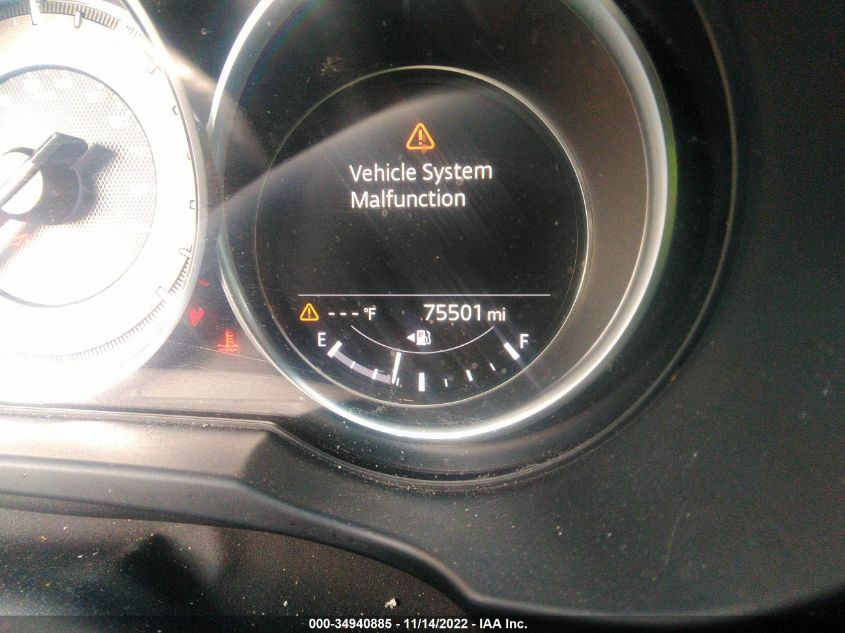 Vehicle System
Malfunction
--- °F 75501 mi
E F
000-34940885 - 11/14/2022 - IAA Inc.